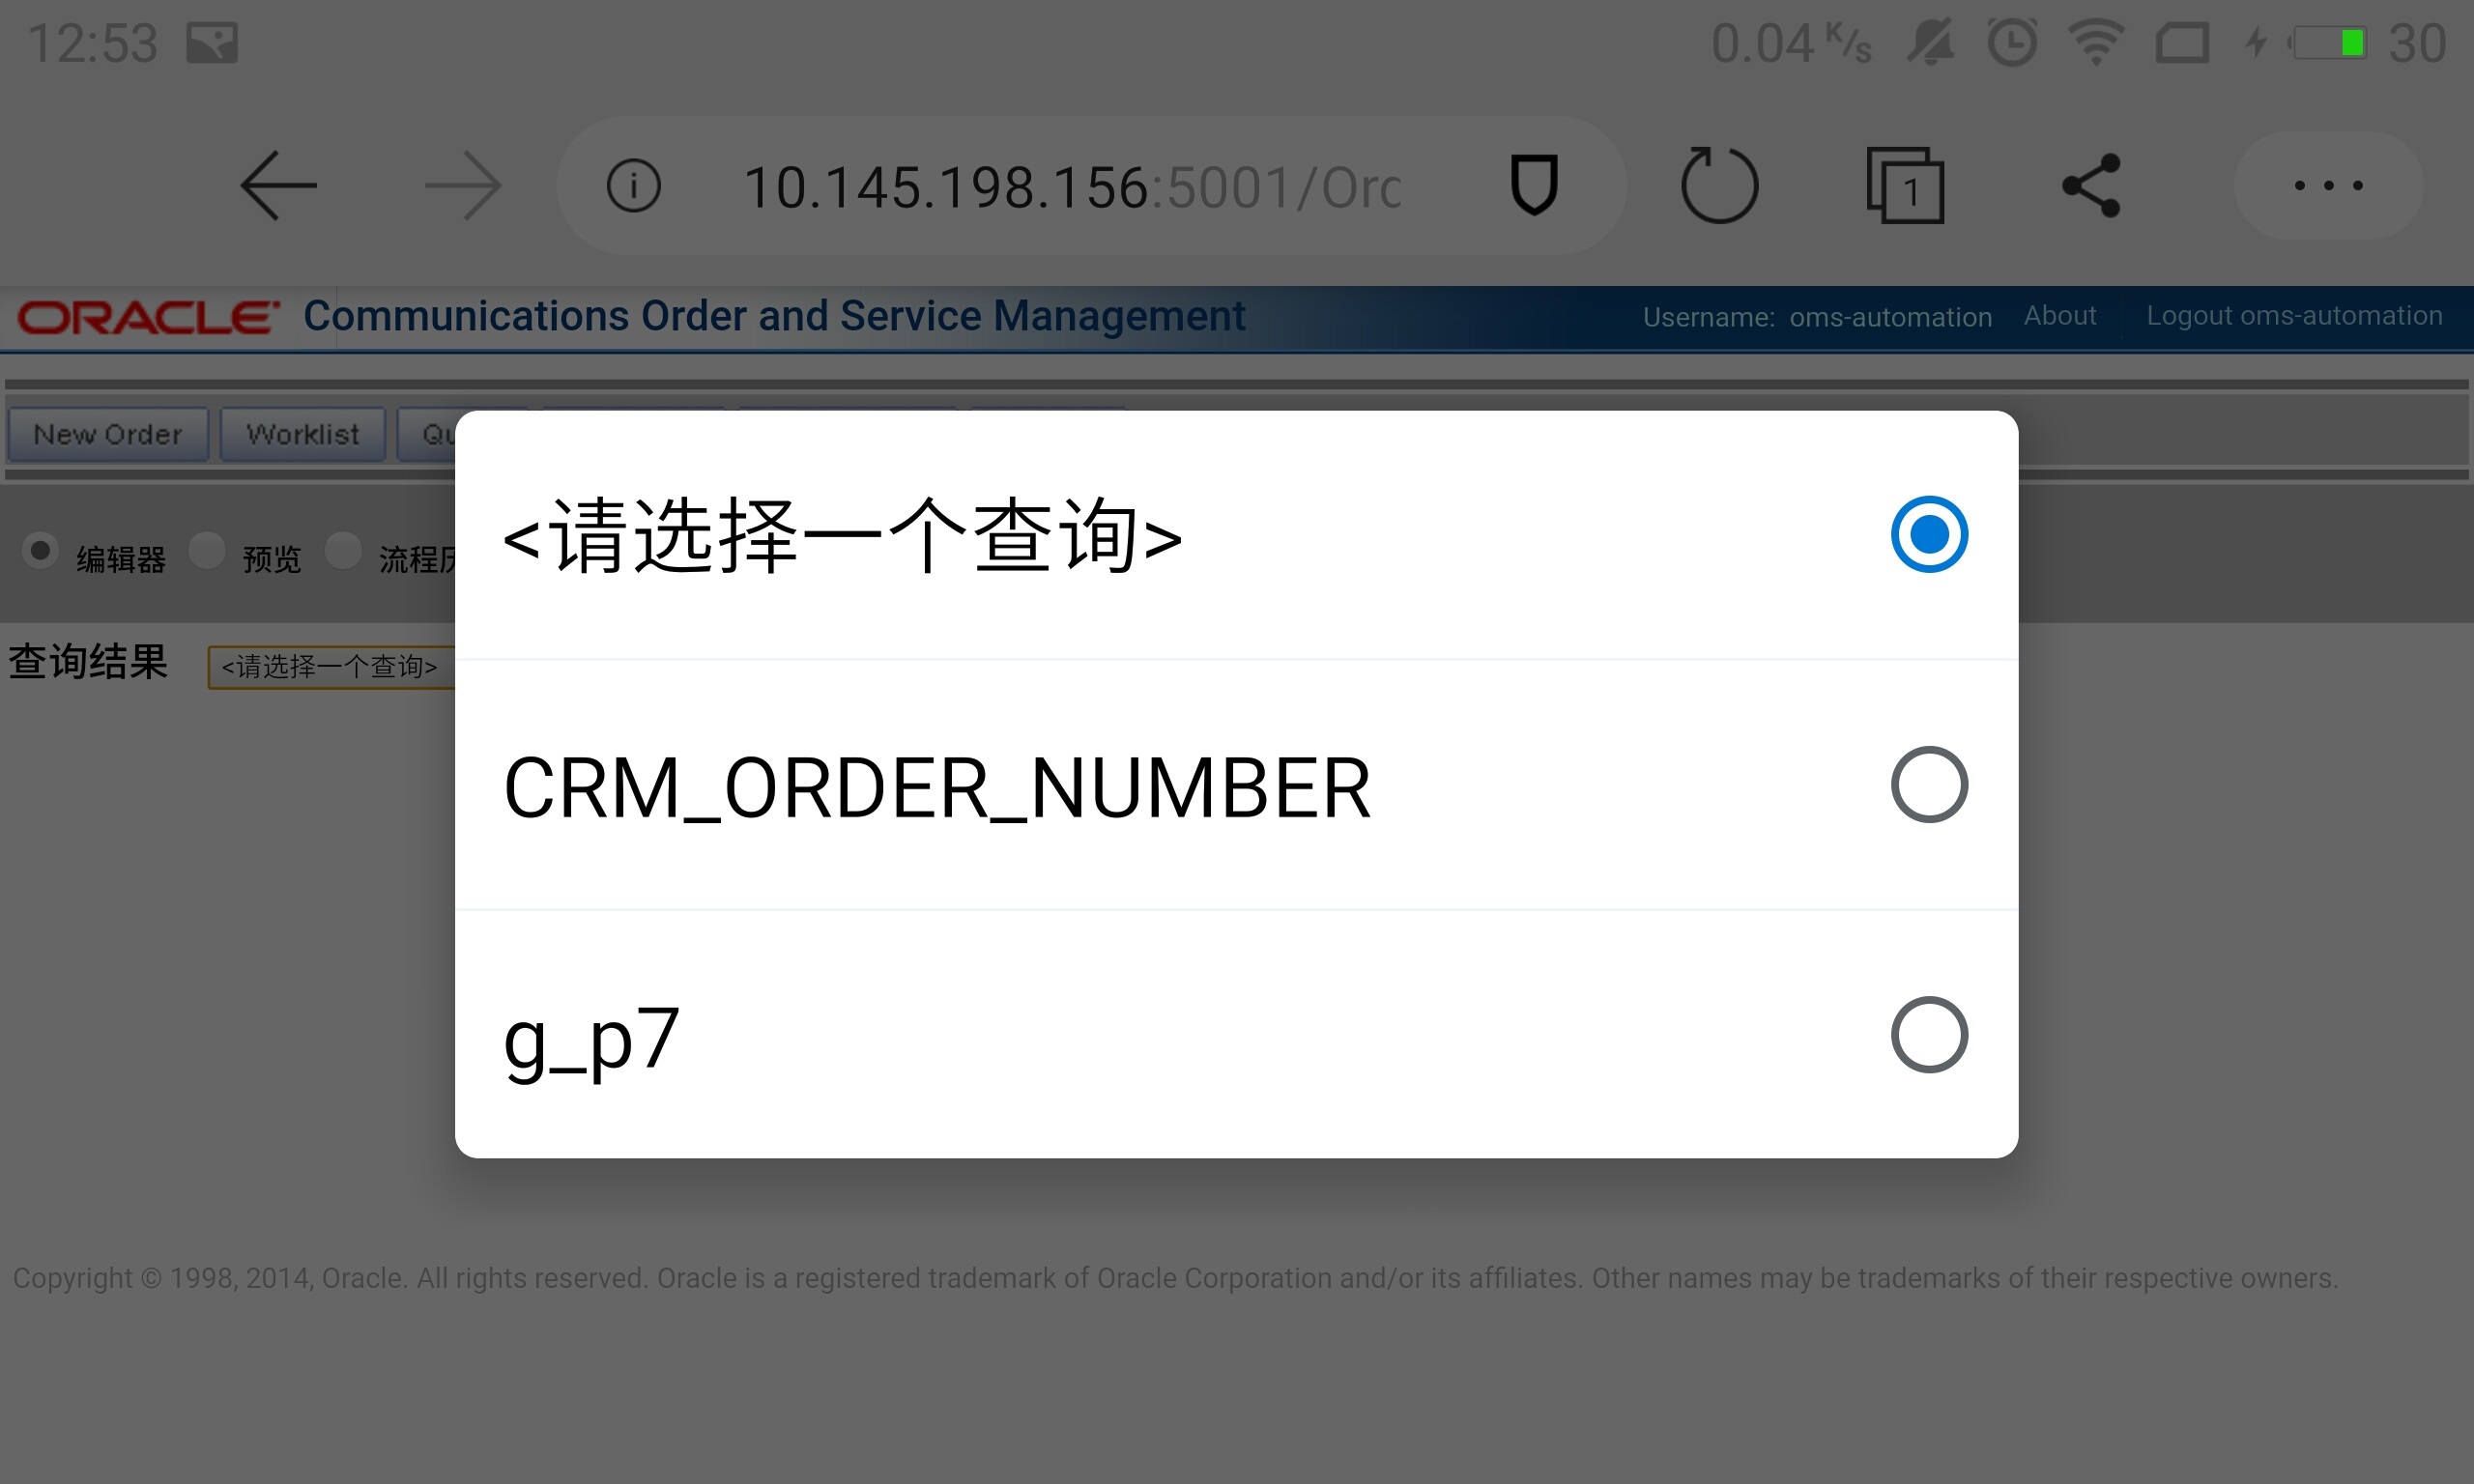 12:53 0.04 K/s 30
10.145.198.156:5001/Orc 1
ORACLE Communications Order and Service Management Username: oms-automation About Logout oms-automation
New Order Worklist
编辑器 预览
查询结果 <请选择一个查询>
<请选择一个查询>
CRM_ORDER_NUMBER
g_p7
Copyright © 1998, 2014, Oracle. All rights reserved. Oracle is a registered trademark of Oracle Corporation and/or its affiliates. Other names may be trademarks of their respective owners.